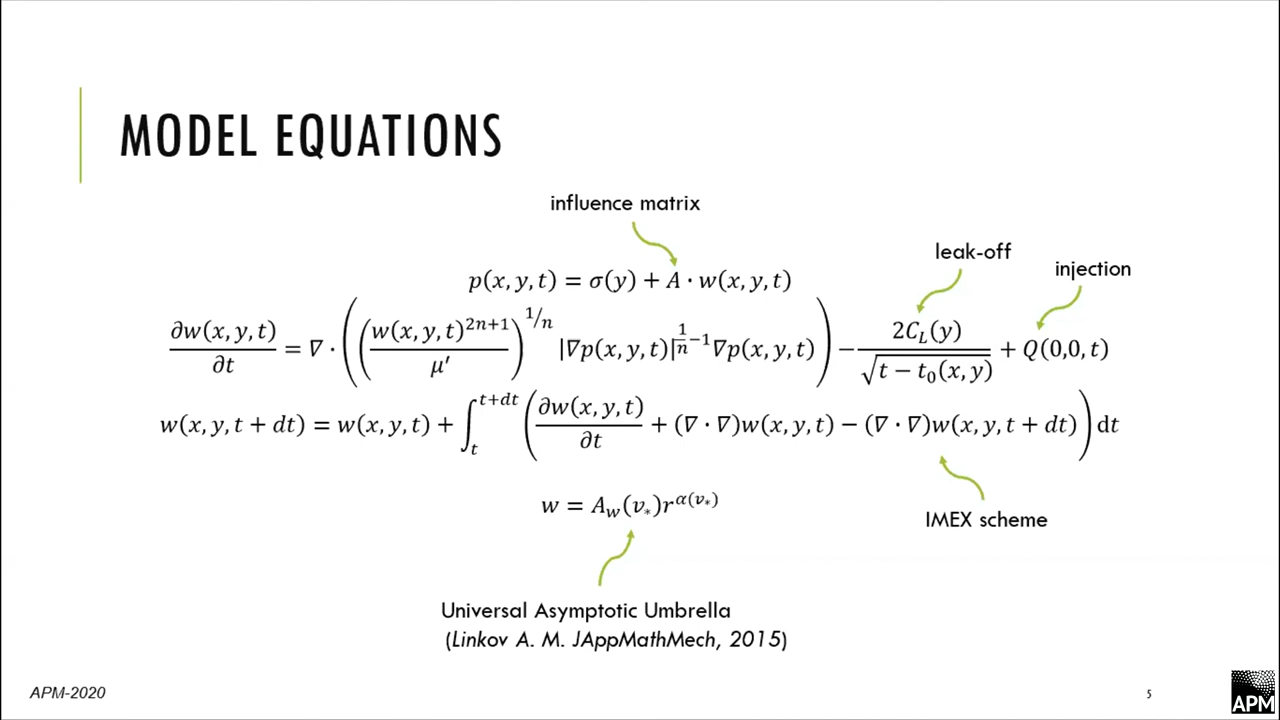 MODEL EQUATIONS
influence matrix
leak-off
injection
p(x, y, t) = σ(y) + A · w(x, y, t)
∂w(x, y, t)/∂t = ∇ · ((w(x, y, t)^{2n+1}/μ′)^{1/n} |∇p(x, y, t)|^{1/n −1} ∇p(x, y, t)) − 2C_L(y)/√(t − t_0(x, y)) + Q(0,0, t)
w(x, y, t + dt) = w(x, y, t) + ∫_t^{t+dt} (∂w(x, y, t)/∂t + (∇ · ∇)w(x, y, t) − (∇ · ∇)w(x, y, t + dt)) dt
w = A_w(v_*)r^{α(v_*)}
IMEX scheme
Universal Asymptotic Umbrella
(Linkov A. M. JAppMathMech, 2015)
APM-2020
5
APM